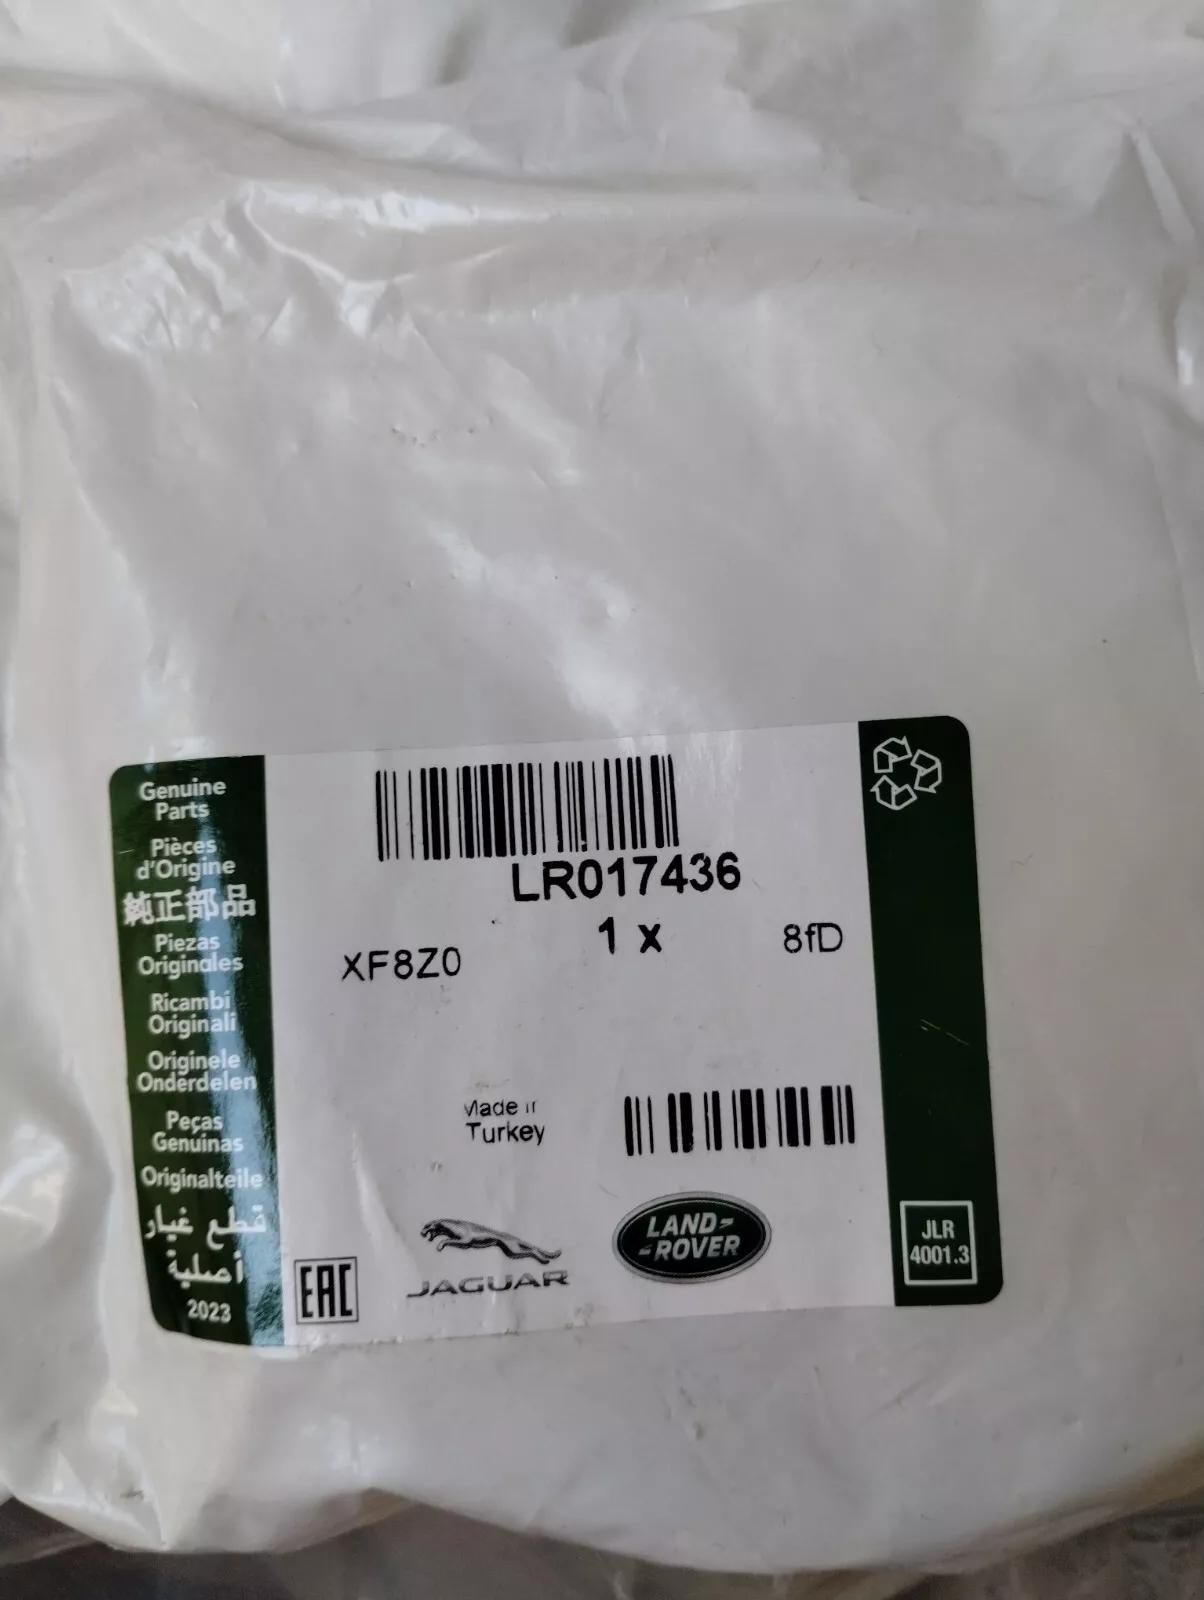 Genuine
Parts
Pièces
d'Origine
純正部品
Piezas
Originales
Ricambi
Originali
Originele
Onderdelen
Peças
Genuínas
Originalteile
قطع غيار
أصلية
2023
LR017436
1 x
8fD
XF8Z0
Made in
Turkey
EAC
JAGUAR
LAND
ROVER
JLR
4001.3